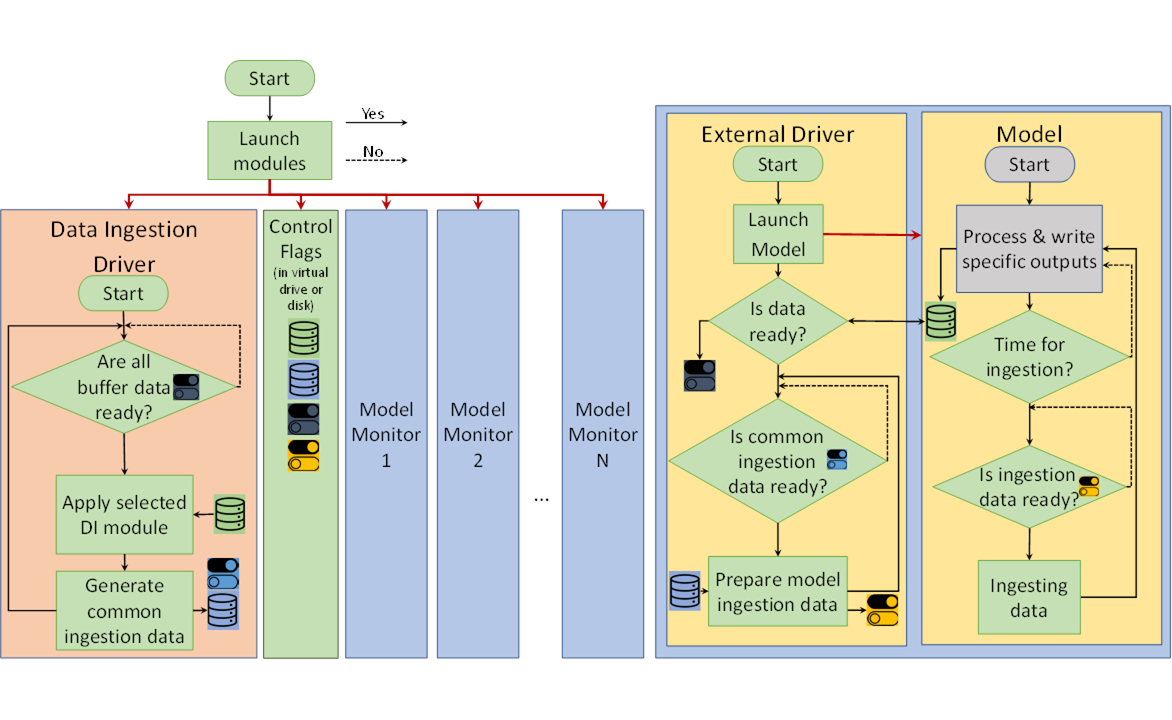 Start
Launch
modules
Yes
No
Data Ingestion
Driver
Start
Are all
buffer data
ready?
Apply selected
DI module
Generate
common
ingestion data
Control
Flags
(in virtual
drive or
disk)
Model
Monitor
1
Model
Monitor
2
...
Model
Monitor
N
External Driver
Start
Launch
Model
Is data
ready?
Is common
ingestion
data ready?
Prepare model
ingestion data
Model
Start
Process & write
specific outputs
Time for
ingestion?
Is ingestion
data ready?
Ingesting
data